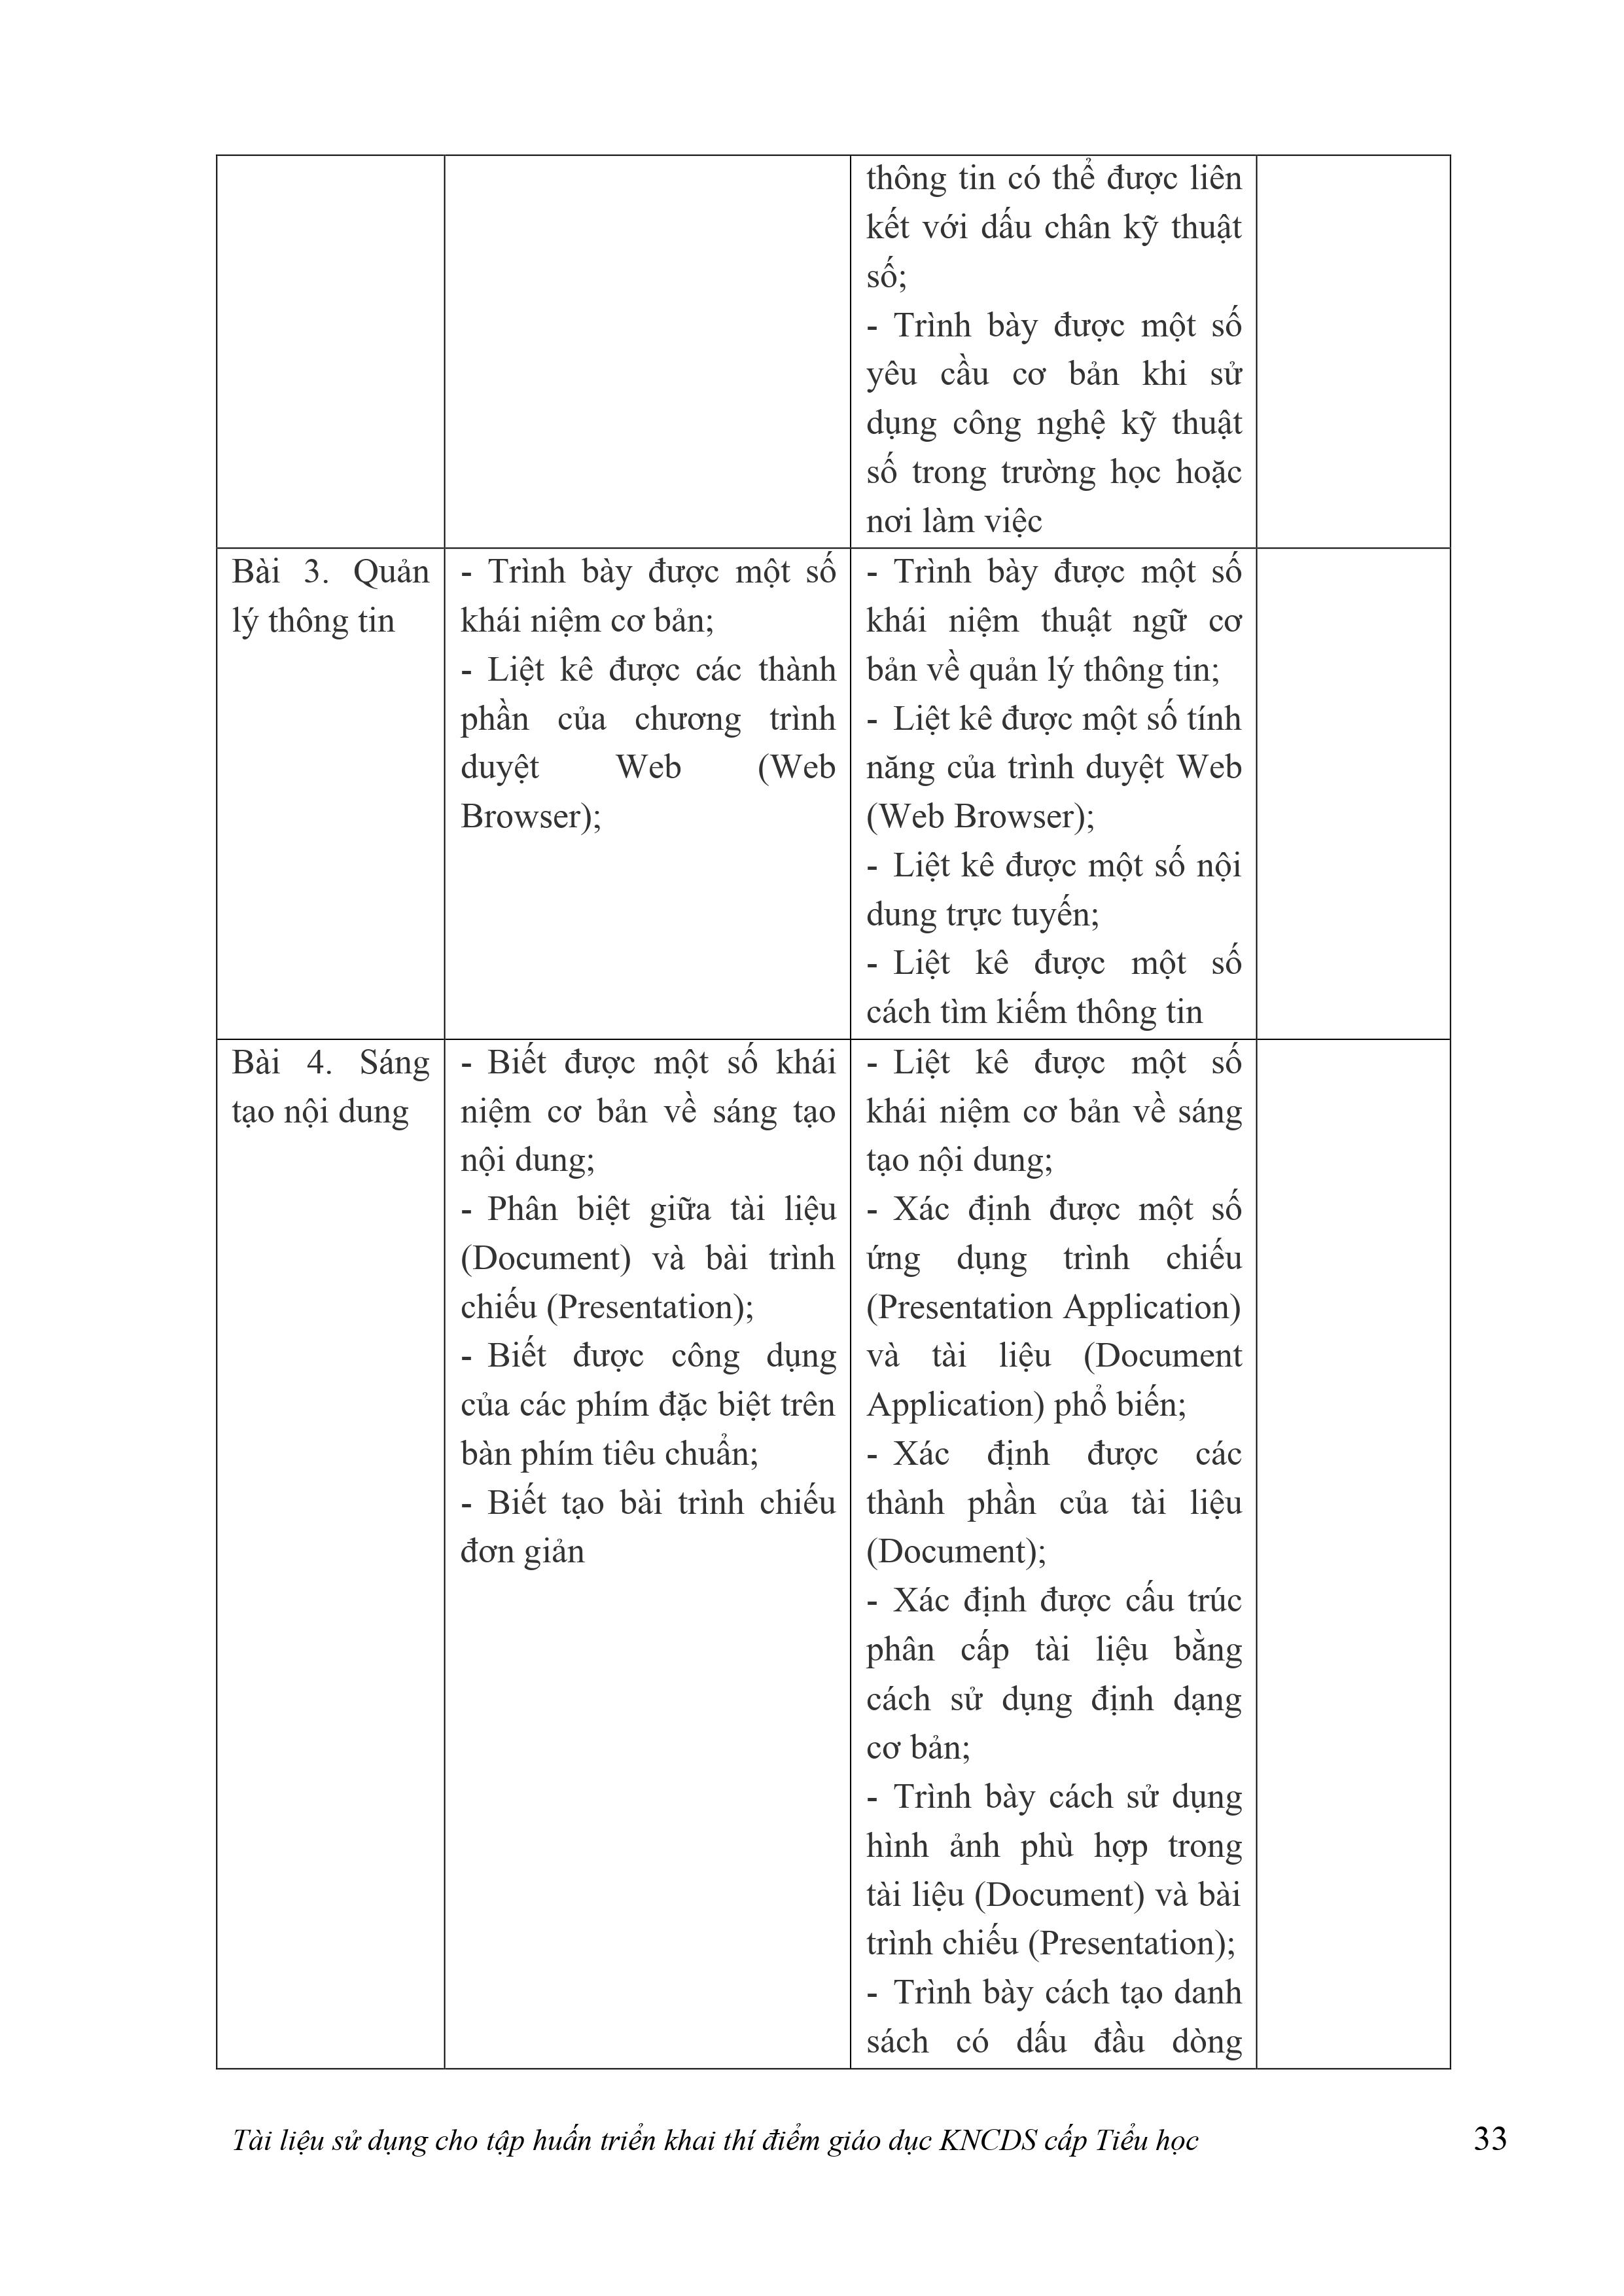 thông tin có thể được liên
kết với dấu chân kỹ thuật
số;
- Trình bày được một số
yêu cầu cơ bản khi sử
dụng công nghệ kỹ thuật
số trong trường học hoặc
nơi làm việc
Bài 3. Quản
lý thông tin
- Trình bày được một số
khái niệm cơ bản;
- Liệt kê được các thành
phần của chương trình
duyệt Web (Web
Browser);
- Trình bày được một số
khái niệm thuật ngữ cơ
bản về quản lý thông tin;
- Liệt kê được một số tính
năng của trình duyệt Web
(Web Browser);
- Liệt kê được một số nội
dung trực tuyến;
- Liệt kê được một số
cách tìm kiếm thông tin
Bài 4. Sáng
tạo nội dung
- Biết được một số khái
niệm cơ bản về sáng tạo
nội dung;
- Phân biệt giữa tài liệu
(Document) và bài trình
chiếu (Presentation);
- Biết được công dụng
của các phím đặc biệt trên
bàn phím tiêu chuẩn;
- Biết tạo bài trình chiếu
đơn giản
- Liệt kê được một số
khái niệm cơ bản về sáng
tạo nội dung;
- Xác định được một số
ứng dụng trình chiếu
(Presentation Application)
và tài liệu (Document
Application) phổ biến;
- Xác định được các
thành phần của tài liệu
(Document);
- Xác định được cấu trúc
phân cấp tài liệu bằng
cách sử dụng định dạng
cơ bản;
- Trình bày cách sử dụng
hình ảnh phù hợp trong
tài liệu (Document) và bài
trình chiếu (Presentation);
- Trình bày cách tạo danh
sách có dấu đầu dòng
Tài liệu sử dụng cho tập huấn triển khai thí điểm giáo dục KNCDS cấp Tiểu học 33